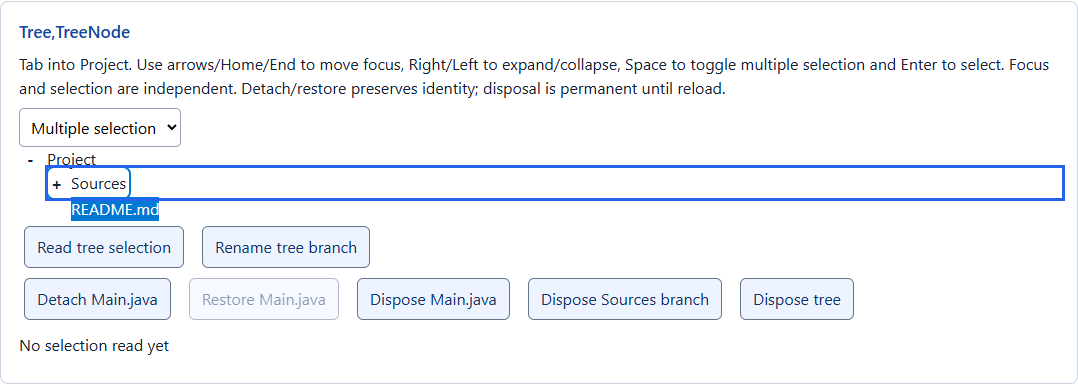 Tree,TreeNode
Tab into Project. Use arrows/Home/End to move focus, Right/Left to expand/collapse, Space to toggle multiple selection and Enter to select. Focus
and selection are independent. Detach/restore preserves identity; disposal is permanent until reload.
Multiple selection
- Project
+ Sources
README.md
Read tree selection Rename tree branch
Detach Main.java Restore Main.java Dispose Main.java Dispose Sources branch Dispose tree
No selection read yet